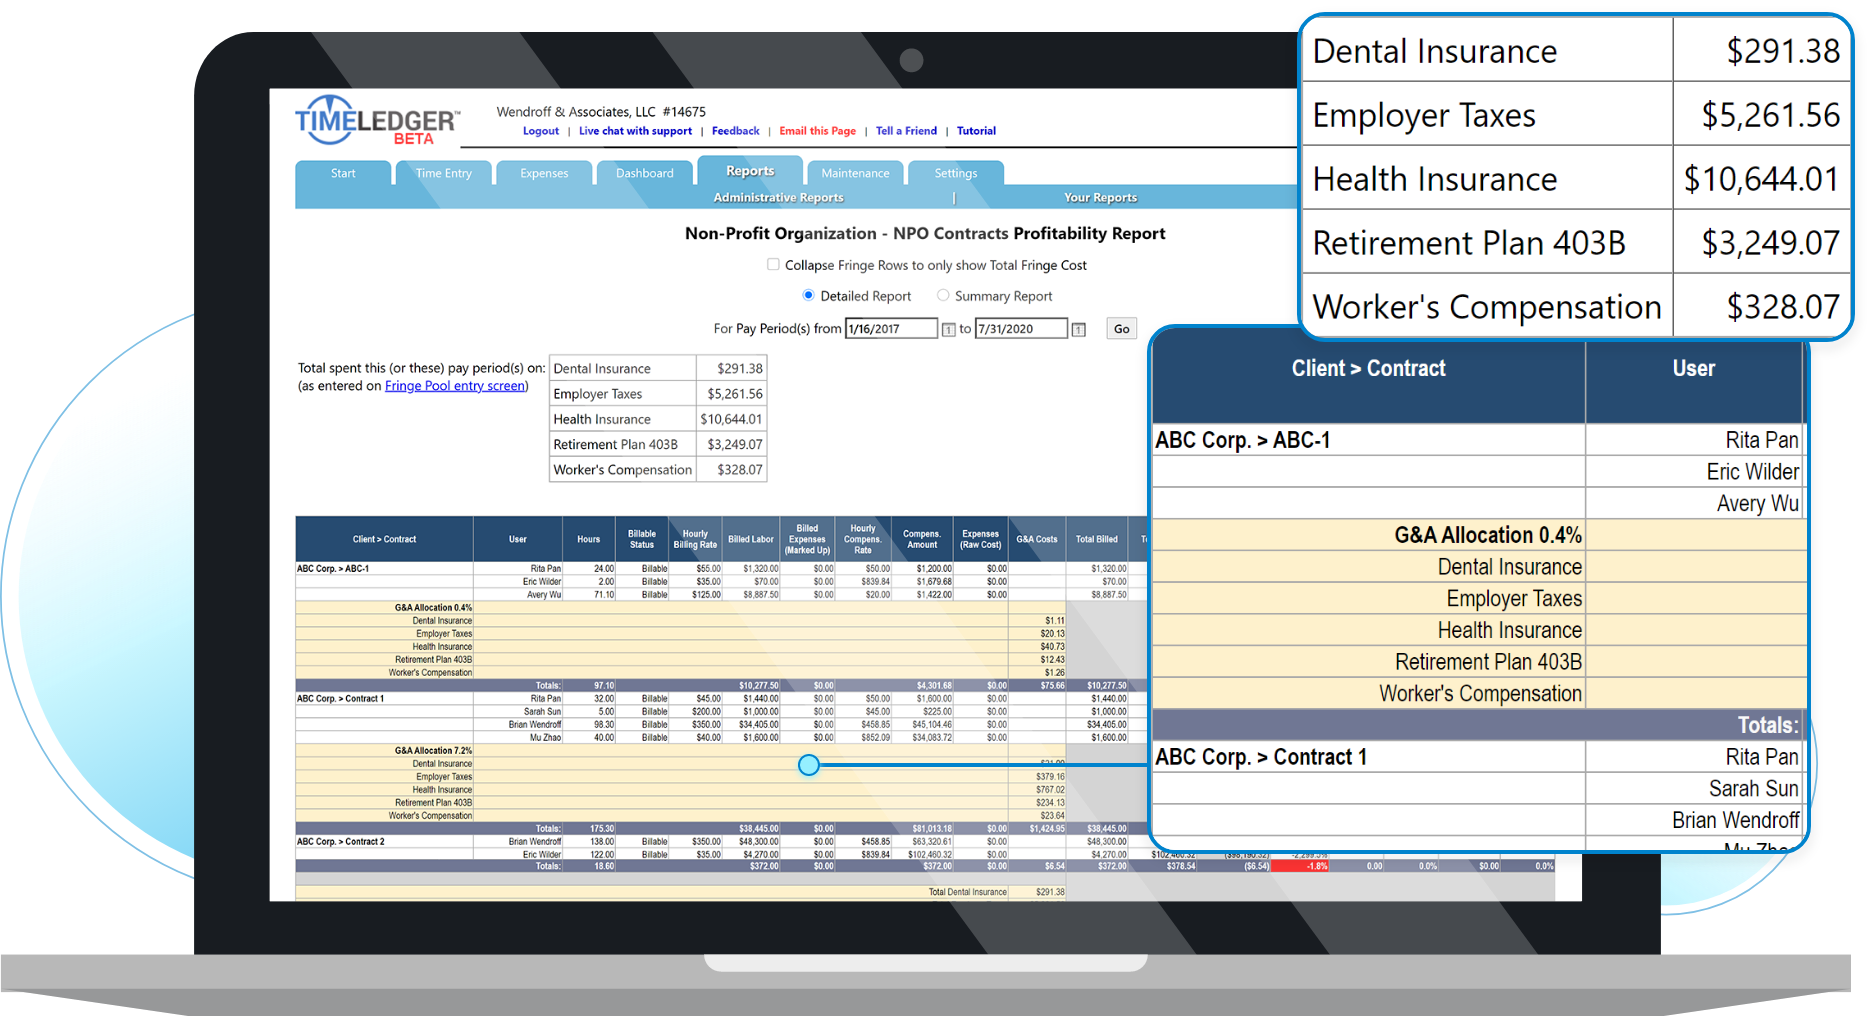 TIMELEDGER™
BETA
Wendroff & Associates, LLC #14675
Logout | Live chat with support | Feedback | Email this Page | Tell a Friend | Tutorial
Start Time Entry Expenses Dashboard Reports Maintenance Settings
Administrative Reports | Your Reports
Non-Profit Organization - NPO Contracts Profitability Report
Collapse Fringe Rows to only show Total Fringe Cost
Detailed Report Summary Report
For Pay Period(s) from 1/16/2017 1 to 7/31/2020 1 Go
Total spent this (or these) pay period(s) on:
(as entered on Fringe Pool entry screen)
Dental Insurance $291.38
Employer Taxes $5,261.56
Health Insurance $10,644.01
Retirement Plan 403B $3,249.07
Worker's Compensation $328.07
Client > Contract User Hours Billable Status Hourly Billing Rate Billed Labor Billed Expenses (Marked Up) Hourly Compens. Rate Compens. Amount Expenses (Raw Cost) G&A Costs Total Billed
ABC Corp. > ABC-1 Rita Pan 24.00 Billable $55.00 $1,320.00 $0.00 $50.00 $1,200.00 $0.00 $1,320.00
Eric Wilder 2.00 Billable $35.00 $70.00 $0.00 $839.84 $1,679.68 $0.00 $70.00
Avery Wu 71.10 Billable $125.00 $8,887.50 $0.00 $20.00 $1,422.00 $0.00 $8,887.50
G&A Allocation 0.4%
Dental Insurance $1.11
Employer Taxes $20.13
Health Insurance $40.73
Retirement Plan 403B $12.43
Worker's Compensation $1.26
Totals: 97.10 $10,277.50 $0.00 $4,301.68 $0.00 $75.66 $10,277.50
ABC Corp. > Contract 1 Rita Pan 32.00 Billable $45.00 $1,440.00 $0.00 $50.00 $1,600.00 $0.00 $1,440.00
Sarah Sun 5.00 Billable $200.00 $1,000.00 $0.00 $45.00 $225.00 $0.00 $1,000.00
Brian Wendroff 98.30 Billable $350.00 $34,405.00 $0.00 $458.85 $45,104.46 $0.00 $34,405.00
Mu Zhao 40.00 Billable $40.00 $1,600.00 $0.00 $852.09 $34,083.72 $0.00 $1,600.00
G&A Allocation 7.2%
Dental Insurance
Employer Taxes $379.16
Health Insurance $767.02
Retirement Plan 403B $234.13
Worker's Compensation $23.64
Totals: 175.30 $38,445.00 $0.00 $81,013.18 $0.00 $1,424.95 $38,445.00
ABC Corp. > Contract 2 Brian Wendroff 138.00 Billable $350.00 $48,300.00 $0.00 $458.85 $63,320.61 $0.00 $48,300.00
Eric Wilder 122.00 Billable $35.00 $4,270.00 $0.00 $839.84 $102,460.32 $0.00 $4,270.00 $102,460.32
Totals: 18.60 $372.00 $0.00 $372.00 $0.00 $6.54 $372.00 $378.54 ($6.54) -1.8% 0.00 0.0% $0.00 0.0%
Total Dental Insurance $291.38
Dental Insurance $291.38
Employer Taxes $5,261.56
Health Insurance $10,644.01
Retirement Plan 403B $3,249.07
Worker's Compensation $328.07
Client > Contract User
ABC Corp. > ABC-1 Rita Pan
Eric Wilder
Avery Wu
G&A Allocation 0.4%
Dental Insurance
Employer Taxes
Health Insurance
Retirement Plan 403B
Worker's Compensation
Totals:
ABC Corp. > Contract 1 Rita Pan
Sarah Sun
Brian Wendroff
Mu Zhao